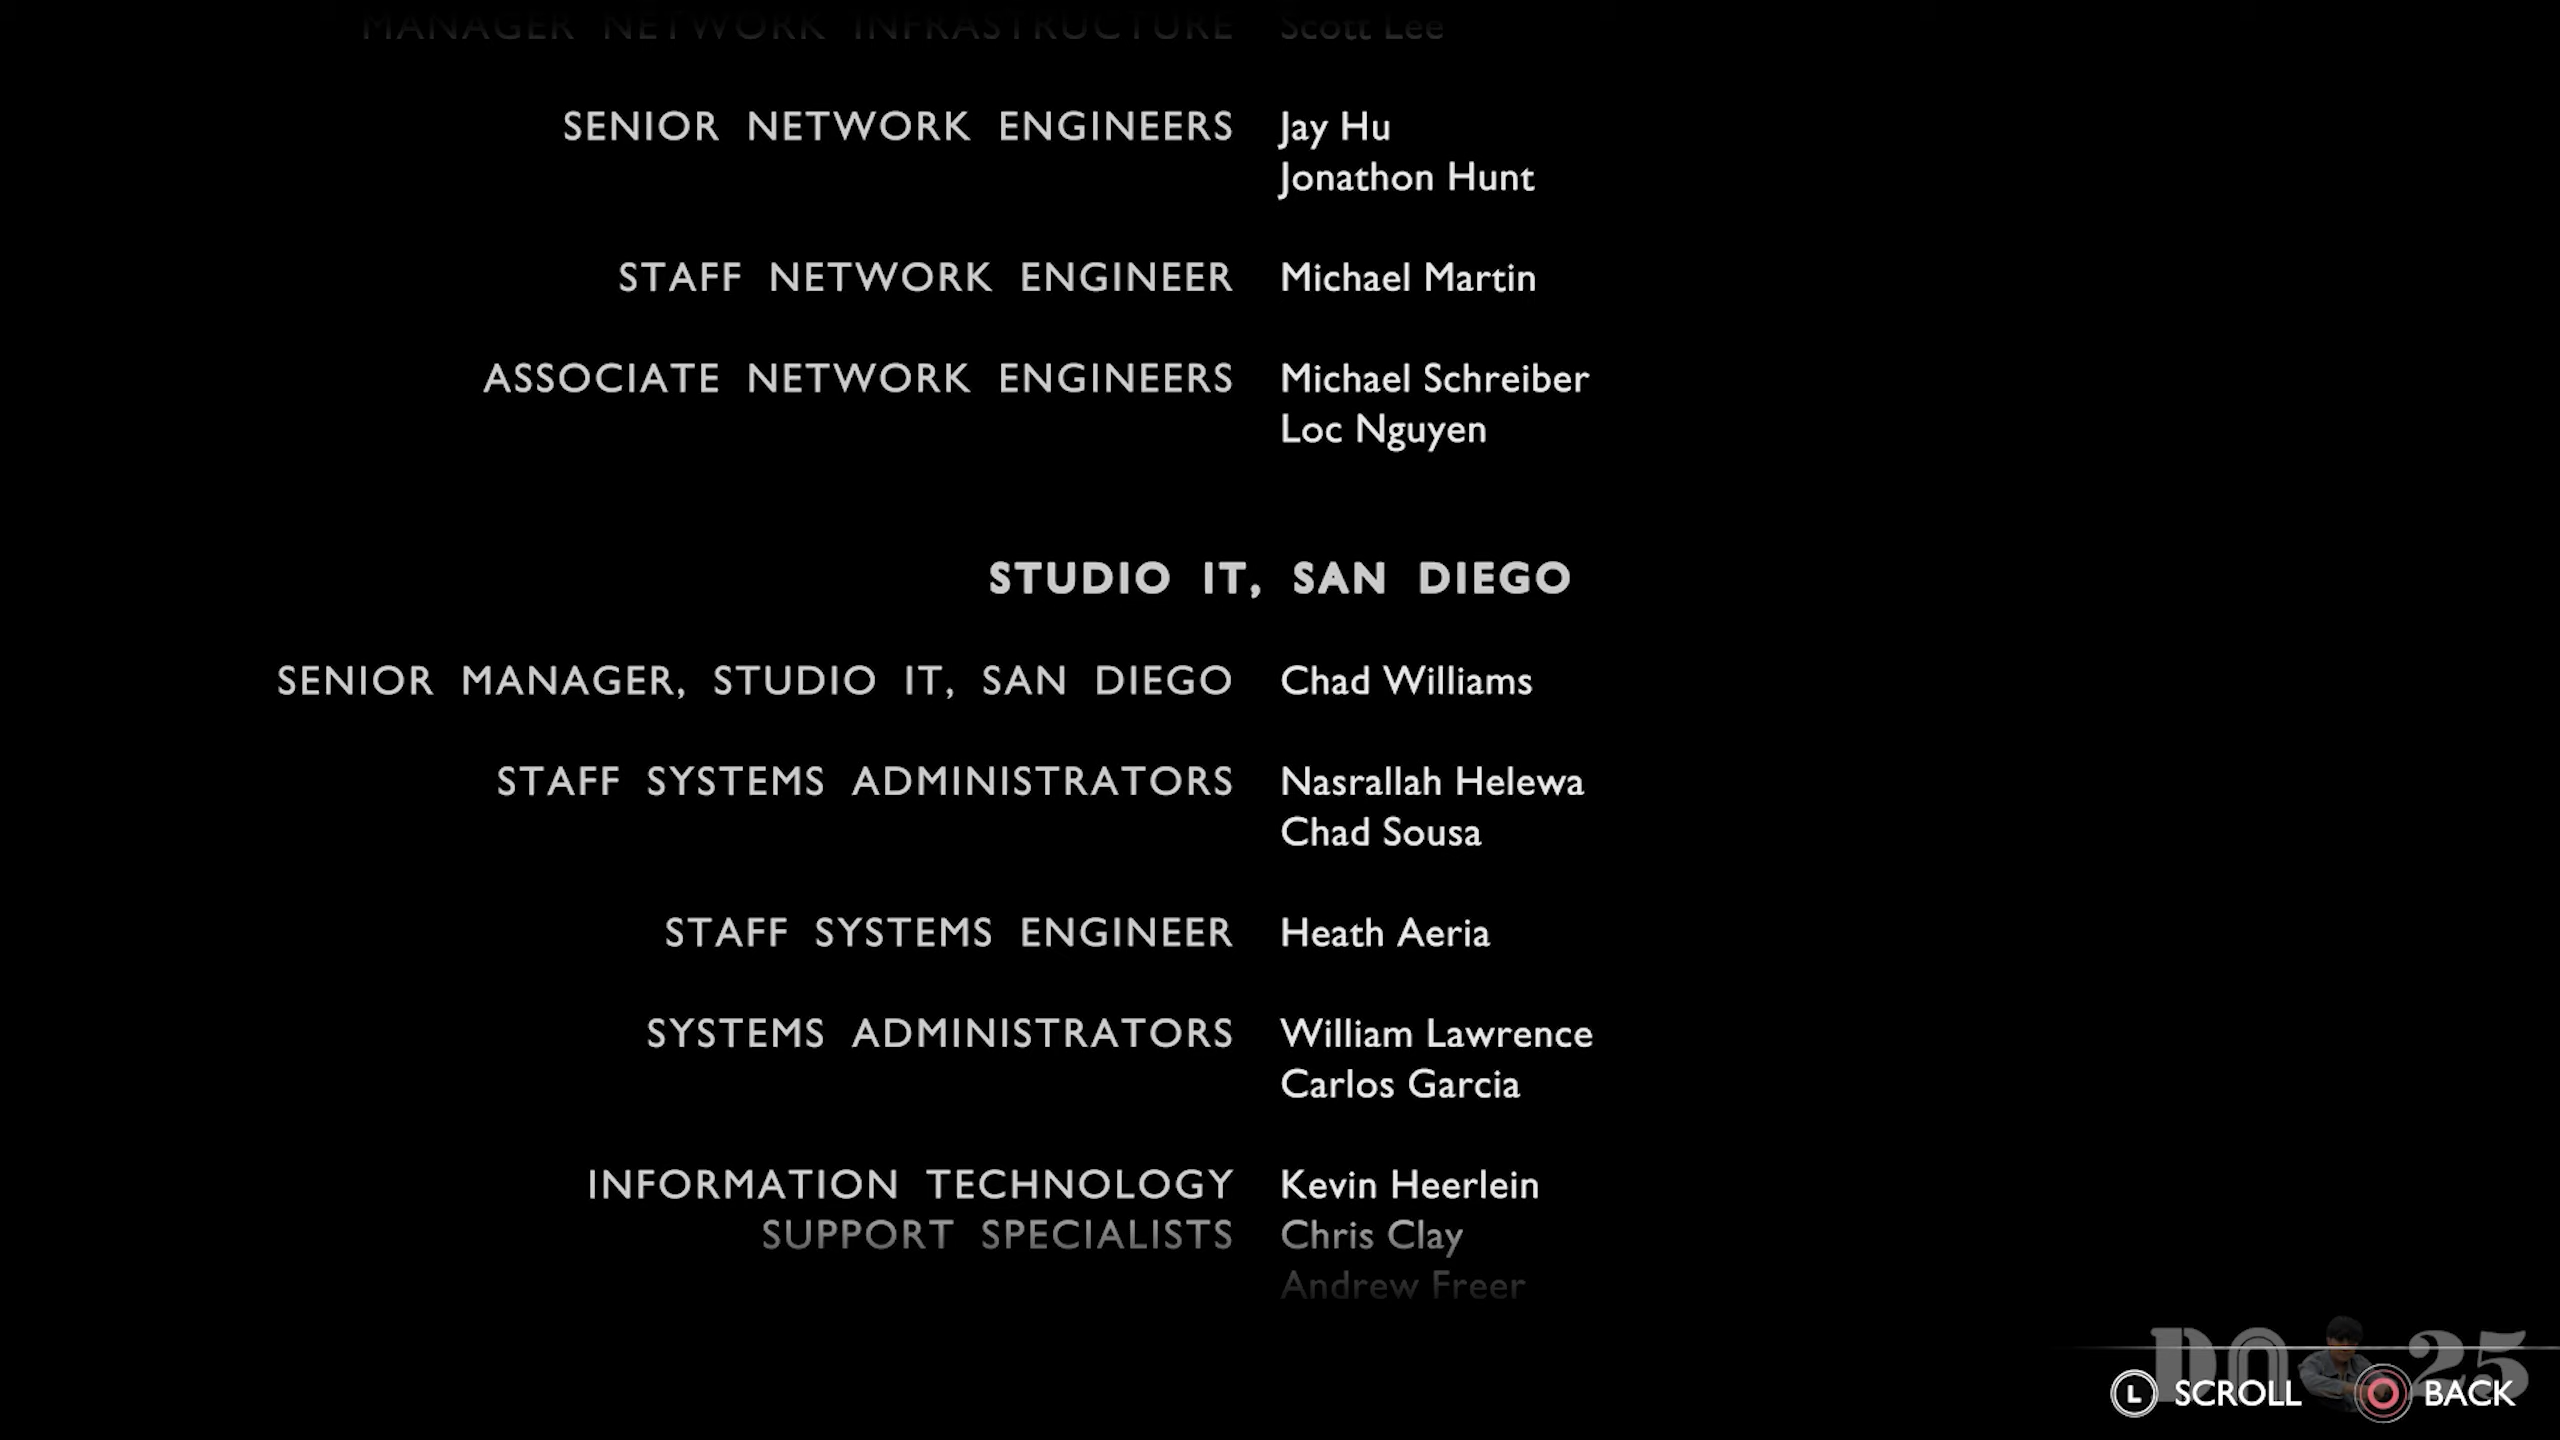 MANAGER NETWORK INFRASTRUCTURE Scott Lee
SENIOR NETWORK ENGINEERS Jay Hu
Jonathon Hunt
STAFF NETWORK ENGINEER Michael Martin
ASSOCIATE NETWORK ENGINEERS Michael Schreiber
Loc Nguyen
STUDIO IT, SAN DIEGO
SENIOR MANAGER, STUDIO IT, SAN DIEGO Chad Williams
STAFF SYSTEMS ADMINISTRATORS Nasrallah Helewa
Chad Sousa
STAFF SYSTEMS ENGINEER Heath Aeria
SYSTEMS ADMINISTRATORS William Lawrence
Carlos Garcia
INFORMATION TECHNOLOGY Kevin Heerlein
SUPPORT SPECIALISTS Chris Clay
Andrew Freer
L SCROLL BACK
25